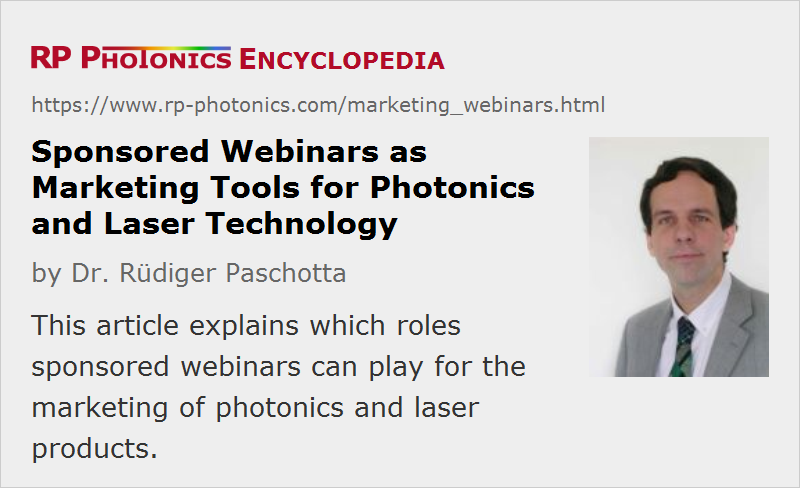 RP PHOTONICS ENCYCLOPEDIA
https://www.rp-photonics.com/marketing_webinars.html
Sponsored Webinars as
Marketing Tools for Photonics
and Laser Technology
by Dr. Rüdiger Paschotta
This article explains which roles
sponsored webinars can play for the
marketing of photonics and laser
products.